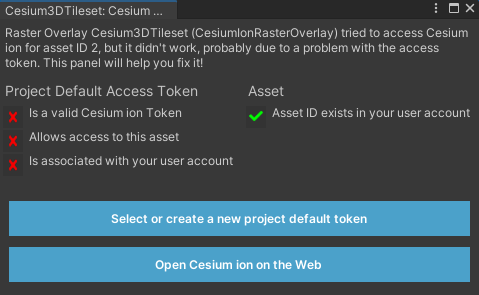 Cesium3DTileset: Cesium ...
Raster Overlay Cesium3DTileset (CesiumIonRasterOverlay) tried to access Cesium
ion for asset ID 2, but it didn't work, probably due to a problem with the access
token. This panel will help you fix it!
Project Default Access Token
Asset
Is a valid Cesium ion Token
Asset ID exists in your user account
Allows access to this asset
Is associated with your user account
Select or create a new project default token
Open Cesium ion on the Web